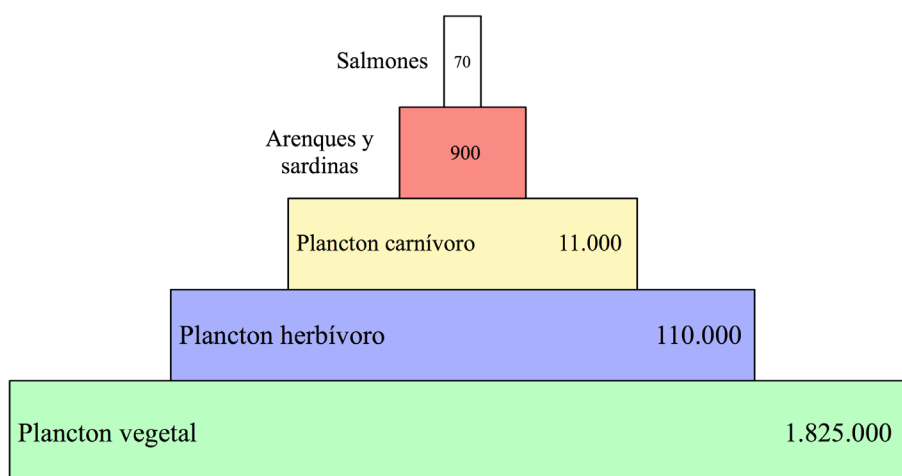 Salmones 70
Arenques y
sardinas 900
Plancton carnívoro 11.000
Plancton herbívoro 110.000
Plancton vegetal 1.825.000